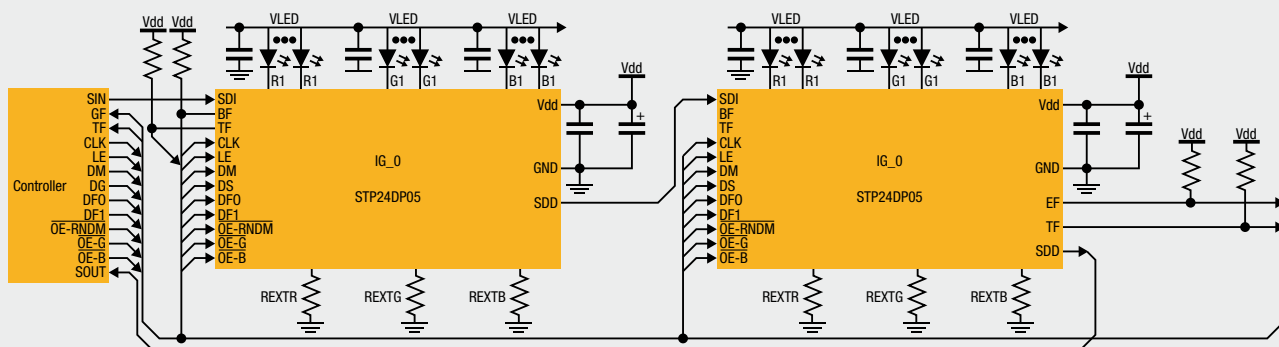 Vdd Vdd
VLED VLED VLED
R1 R1 G1 G1 B1 B1
VLED VLED VLED
R1 R1 G1 G1 B1 B1
Controller
SIN
GF
TF
CLK
LE
DM
DG
DFO
DF1
OE-RNDM
OE-G
OE-B
SOUT
SDI
BF
TF
CLK
LE
DM
DS
DFO
DF1
OE-RNDM
OE-G
OE-B
IG_0
STP24DP05
Vdd
GND
SDD
Vdd
+
REXTR REXTG REXTB
SDI
BF
TF
CLK
LE
DM
DS
DFO
DF1
OE-RNDM
OE-G
OE-B
IG_0
STP24DP05
Vdd
GND
EF
TF
SDD
Vdd
+
Vdd Vdd
REXTR REXTG REXTB